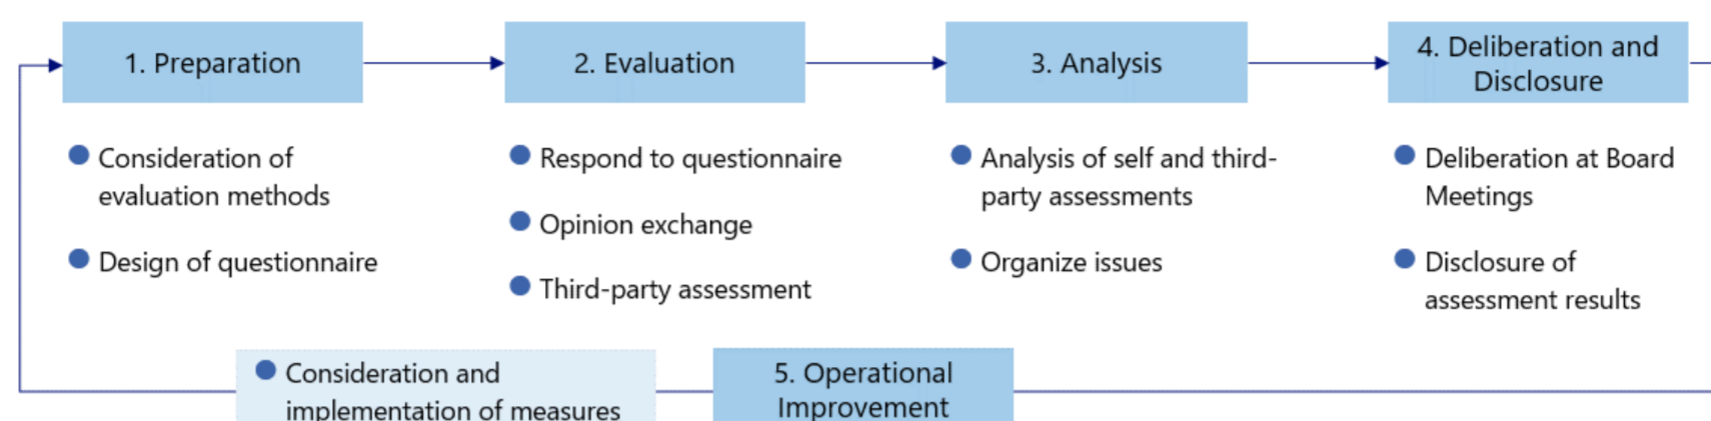 1. Preparation
2. Evaluation
3. Analysis
4. Deliberation and
Disclosure
● Consideration of
evaluation methods
● Design of questionnaire
● Respond to questionnaire
● Opinion exchange
● Third-party assessment
● Analysis of self and third-
party assessments
● Organize issues
● Deliberation at Board
Meetings
● Disclosure of
assessment results
● Consideration and
implementation of measures
5. Operational
Improvement